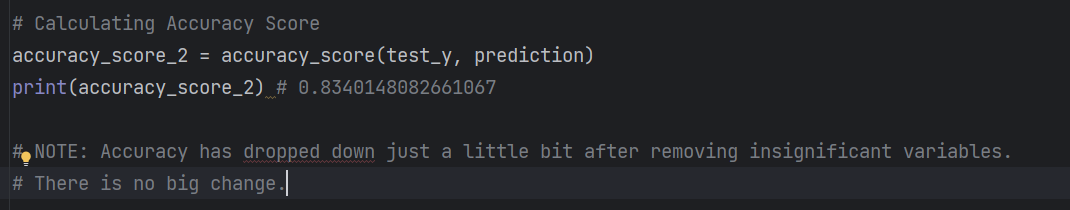 # Calculating Accuracy Score
accuracy_score_2 = accuracy_score(test_y, prediction)
print(accuracy_score_2) # 0.8340148082661067
# NOTE: Accuracy has dropped down just a little bit after removing insignificant variables.
# There is no big change.